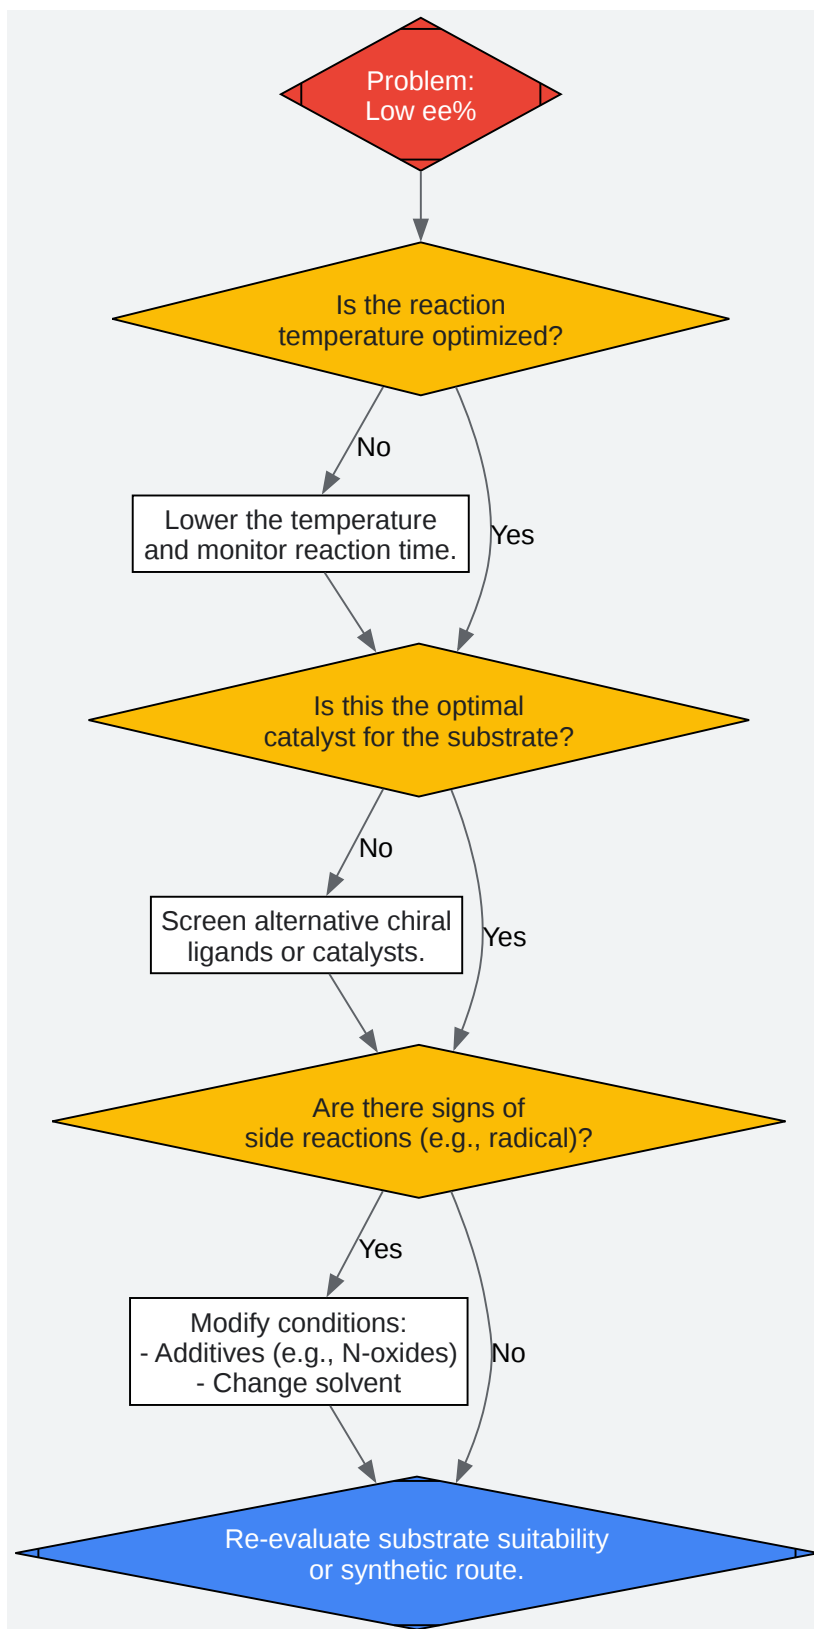 Problem:
Low ee%
Is the reaction
temperature optimized?
No
Lower the temperature
and monitor reaction time.
Yes
Is this the optimal
catalyst for the substrate?
No
Screen alternative chiral
ligands or catalysts.
Yes
Are there signs of
side reactions (e.g., radical)?
Yes
Modify conditions:
- Additives (e.g., N-oxides)
- Change solvent
No
Re-evaluate substrate suitability
or synthetic route.